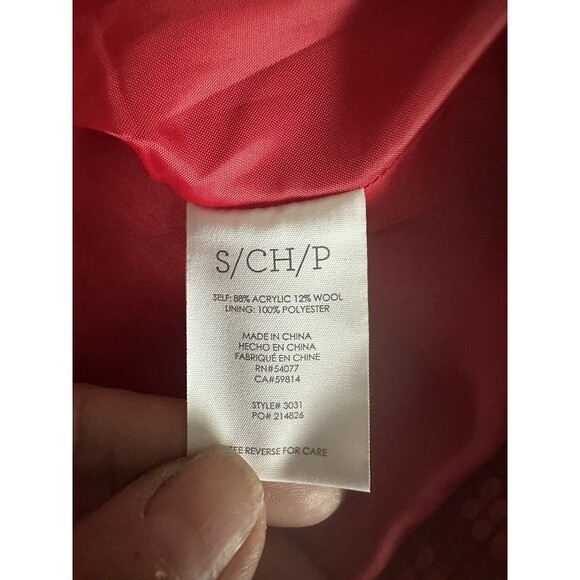 S/CH/P
SELF: 88% ACRYLIC 12% WOOL
LINING: 100% POLYESTER
MADE IN CHINA
HECHO EN CHINA
FABRIQUÉ EN CHINE
RN#54077
CA#59814
STYLE# 3031
PO# 214826
SEE REVERSE FOR CARE